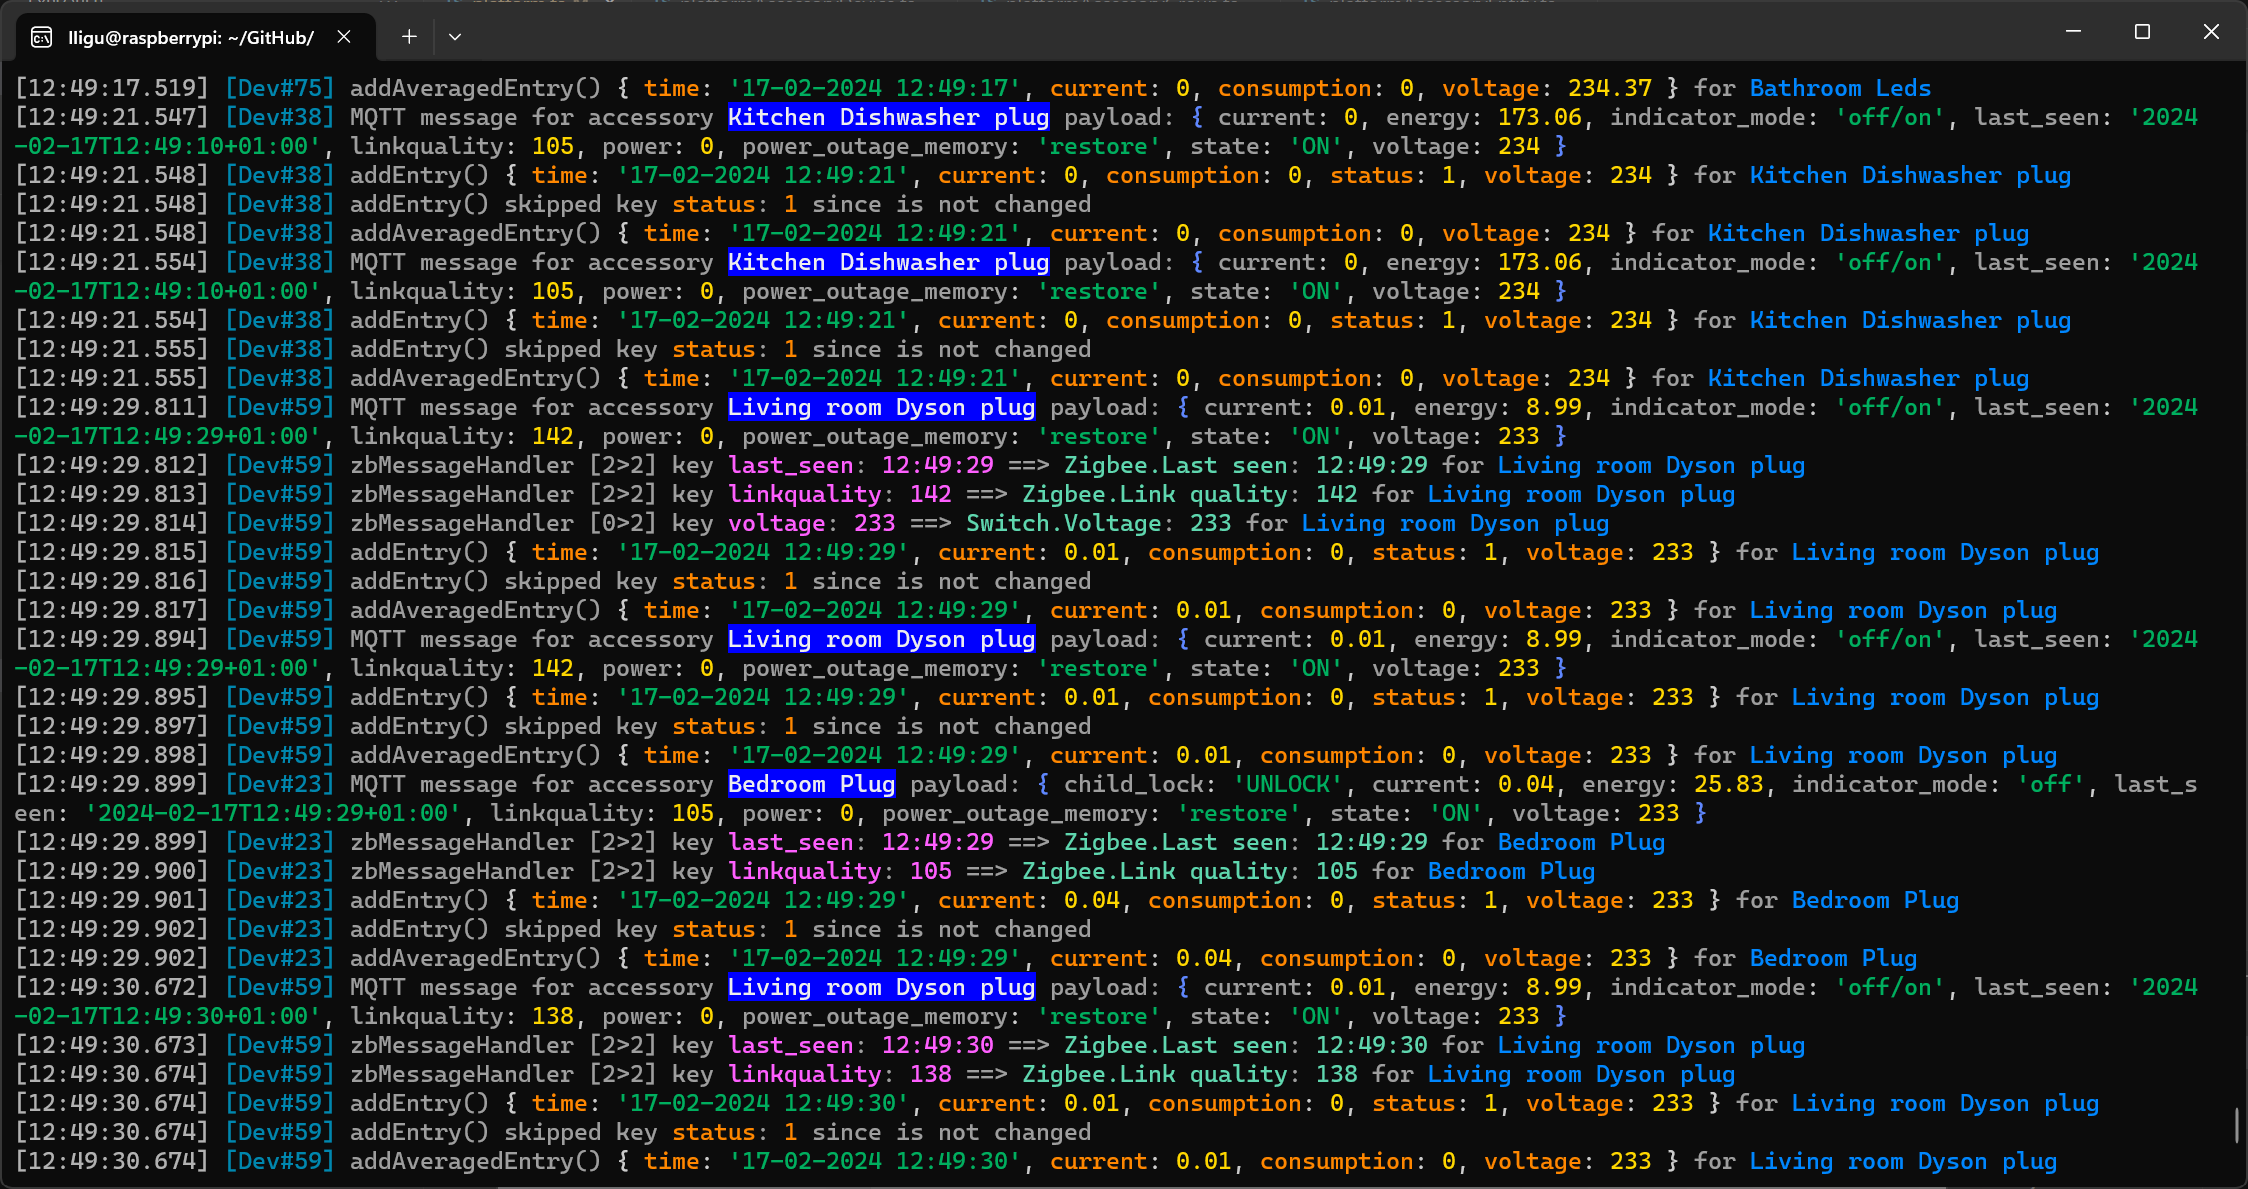 lligu@raspberrypi: ~/GitHub/
[12:49:17.519] [Dev#75] addAveragedEntry() { time: '17-02-2024 12:49:17', current: 0, consumption: 0, voltage: 234.37 } for Bathroom Leds
[12:49:21.547] [Dev#38] MQTT message for accessory Kitchen Dishwasher plug payload: { current: 0, energy: 173.06, indicator_mode: 'off/on', last_seen: '2024
-02-17T12:49:10+01:00', linkquality: 105, power: 0, power_outage_memory: 'restore', state: 'ON', voltage: 234 }
[12:49:21.548] [Dev#38] addEntry() { time: '17-02-2024 12:49:21', current: 0, consumption: 0, status: 1, voltage: 234 } for Kitchen Dishwasher plug
[12:49:21.548] [Dev#38] addEntry() skipped key status: 1 since is not changed
[12:49:21.548] [Dev#38] addAveragedEntry() { time: '17-02-2024 12:49:21', current: 0, consumption: 0, voltage: 234 } for Kitchen Dishwasher plug
[12:49:21.554] [Dev#38] MQTT message for accessory Kitchen Dishwasher plug payload: { current: 0, energy: 173.06, indicator_mode: 'off/on', last_seen: '2024
-02-17T12:49:10+01:00', linkquality: 105, power: 0, power_outage_memory: 'restore', state: 'ON', voltage: 234 }
[12:49:21.554] [Dev#38] addEntry() { time: '17-02-2024 12:49:21', current: 0, consumption: 0, status: 1, voltage: 234 } for Kitchen Dishwasher plug
[12:49:21.555] [Dev#38] addEntry() skipped key status: 1 since is not changed
[12:49:21.555] [Dev#38] addAveragedEntry() { time: '17-02-2024 12:49:21', current: 0, consumption: 0, voltage: 234 } for Kitchen Dishwasher plug
[12:49:29.811] [Dev#59] MQTT message for accessory Living room Dyson plug payload: { current: 0.01, energy: 8.99, indicator_mode: 'off/on', last_seen: '2024
-02-17T12:49:29+01:00', linkquality: 142, power: 0, power_outage_memory: 'restore', state: 'ON', voltage: 233 }
[12:49:29.812] [Dev#59] zbMessageHandler [2>2] key last_seen: 12:49:29 ==> Zigbee.Last seen: 12:49:29 for Living room Dyson plug
[12:49:29.813] [Dev#59] zbMessageHandler [2>2] key linkquality: 142 ==> Zigbee.Link quality: 142 for Living room Dyson plug
[12:49:29.814] [Dev#59] zbMessageHandler [0>2] key voltage: 233 ==> Switch.Voltage: 233 for Living room Dyson plug
[12:49:29.815] [Dev#59] addEntry() { time: '17-02-2024 12:49:29', current: 0.01, consumption: 0, status: 1, voltage: 233 } for Living room Dyson plug
[12:49:29.816] [Dev#59] addEntry() skipped key status: 1 since is not changed
[12:49:29.817] [Dev#59] addAveragedEntry() { time: '17-02-2024 12:49:29', current: 0.01, consumption: 0, voltage: 233 } for Living room Dyson plug
[12:49:29.894] [Dev#59] MQTT message for accessory Living room Dyson plug payload: { current: 0.01, energy: 8.99, indicator_mode: 'off/on', last_seen: '2024
-02-17T12:49:29+01:00', linkquality: 142, power: 0, power_outage_memory: 'restore', state: 'ON', voltage: 233 }
[12:49:29.895] [Dev#59] addEntry() { time: '17-02-2024 12:49:29', current: 0.01, consumption: 0, status: 1, voltage: 233 } for Living room Dyson plug
[12:49:29.897] [Dev#59] addEntry() skipped key status: 1 since is not changed
[12:49:29.898] [Dev#59] addAveragedEntry() { time: '17-02-2024 12:49:29', current: 0.01, consumption: 0, voltage: 233 } for Living room Dyson plug
[12:49:29.899] [Dev#23] MQTT message for accessory Bedroom Plug payload: { child_lock: 'UNLOCK', current: 0.04, energy: 25.83, indicator_mode: 'off', last_s
een: '2024-02-17T12:49:29+01:00', linkquality: 105, power: 0, power_outage_memory: 'restore', state: 'ON', voltage: 233 }
[12:49:29.899] [Dev#23] zbMessageHandler [2>2] key last_seen: 12:49:29 ==> Zigbee.Last seen: 12:49:29 for Bedroom Plug
[12:49:29.900] [Dev#23] zbMessageHandler [2>2] key linkquality: 105 ==> Zigbee.Link quality: 105 for Bedroom Plug
[12:49:29.901] [Dev#23] addEntry() { time: '17-02-2024 12:49:29', current: 0.04, consumption: 0, status: 1, voltage: 233 } for Bedroom Plug
[12:49:29.902] [Dev#23] addEntry() skipped key status: 1 since is not changed
[12:49:29.902] [Dev#23] addAveragedEntry() { time: '17-02-2024 12:49:29', current: 0.04, consumption: 0, voltage: 233 } for Bedroom Plug
[12:49:30.672] [Dev#59] MQTT message for accessory Living room Dyson plug payload: { current: 0.01, energy: 8.99, indicator_mode: 'off/on', last_seen: '2024
-02-17T12:49:30+01:00', linkquality: 138, power: 0, power_outage_memory: 'restore', state: 'ON', voltage: 233 }
[12:49:30.673] [Dev#59] zbMessageHandler [2>2] key last_seen: 12:49:30 ==> Zigbee.Last seen: 12:49:30 for Living room Dyson plug
[12:49:30.674] [Dev#59] zbMessageHandler [2>2] key linkquality: 138 ==> Zigbee.Link quality: 138 for Living room Dyson plug
[12:49:30.674] [Dev#59] addEntry() { time: '17-02-2024 12:49:30', current: 0.01, consumption: 0, status: 1, voltage: 233 } for Living room Dyson plug
[12:49:30.674] [Dev#59] addEntry() skipped key status: 1 since is not changed
[12:49:30.674] [Dev#59] addAveragedEntry() { time: '17-02-2024 12:49:30', current: 0.01, consumption: 0, voltage: 233 } for Living room Dyson plug